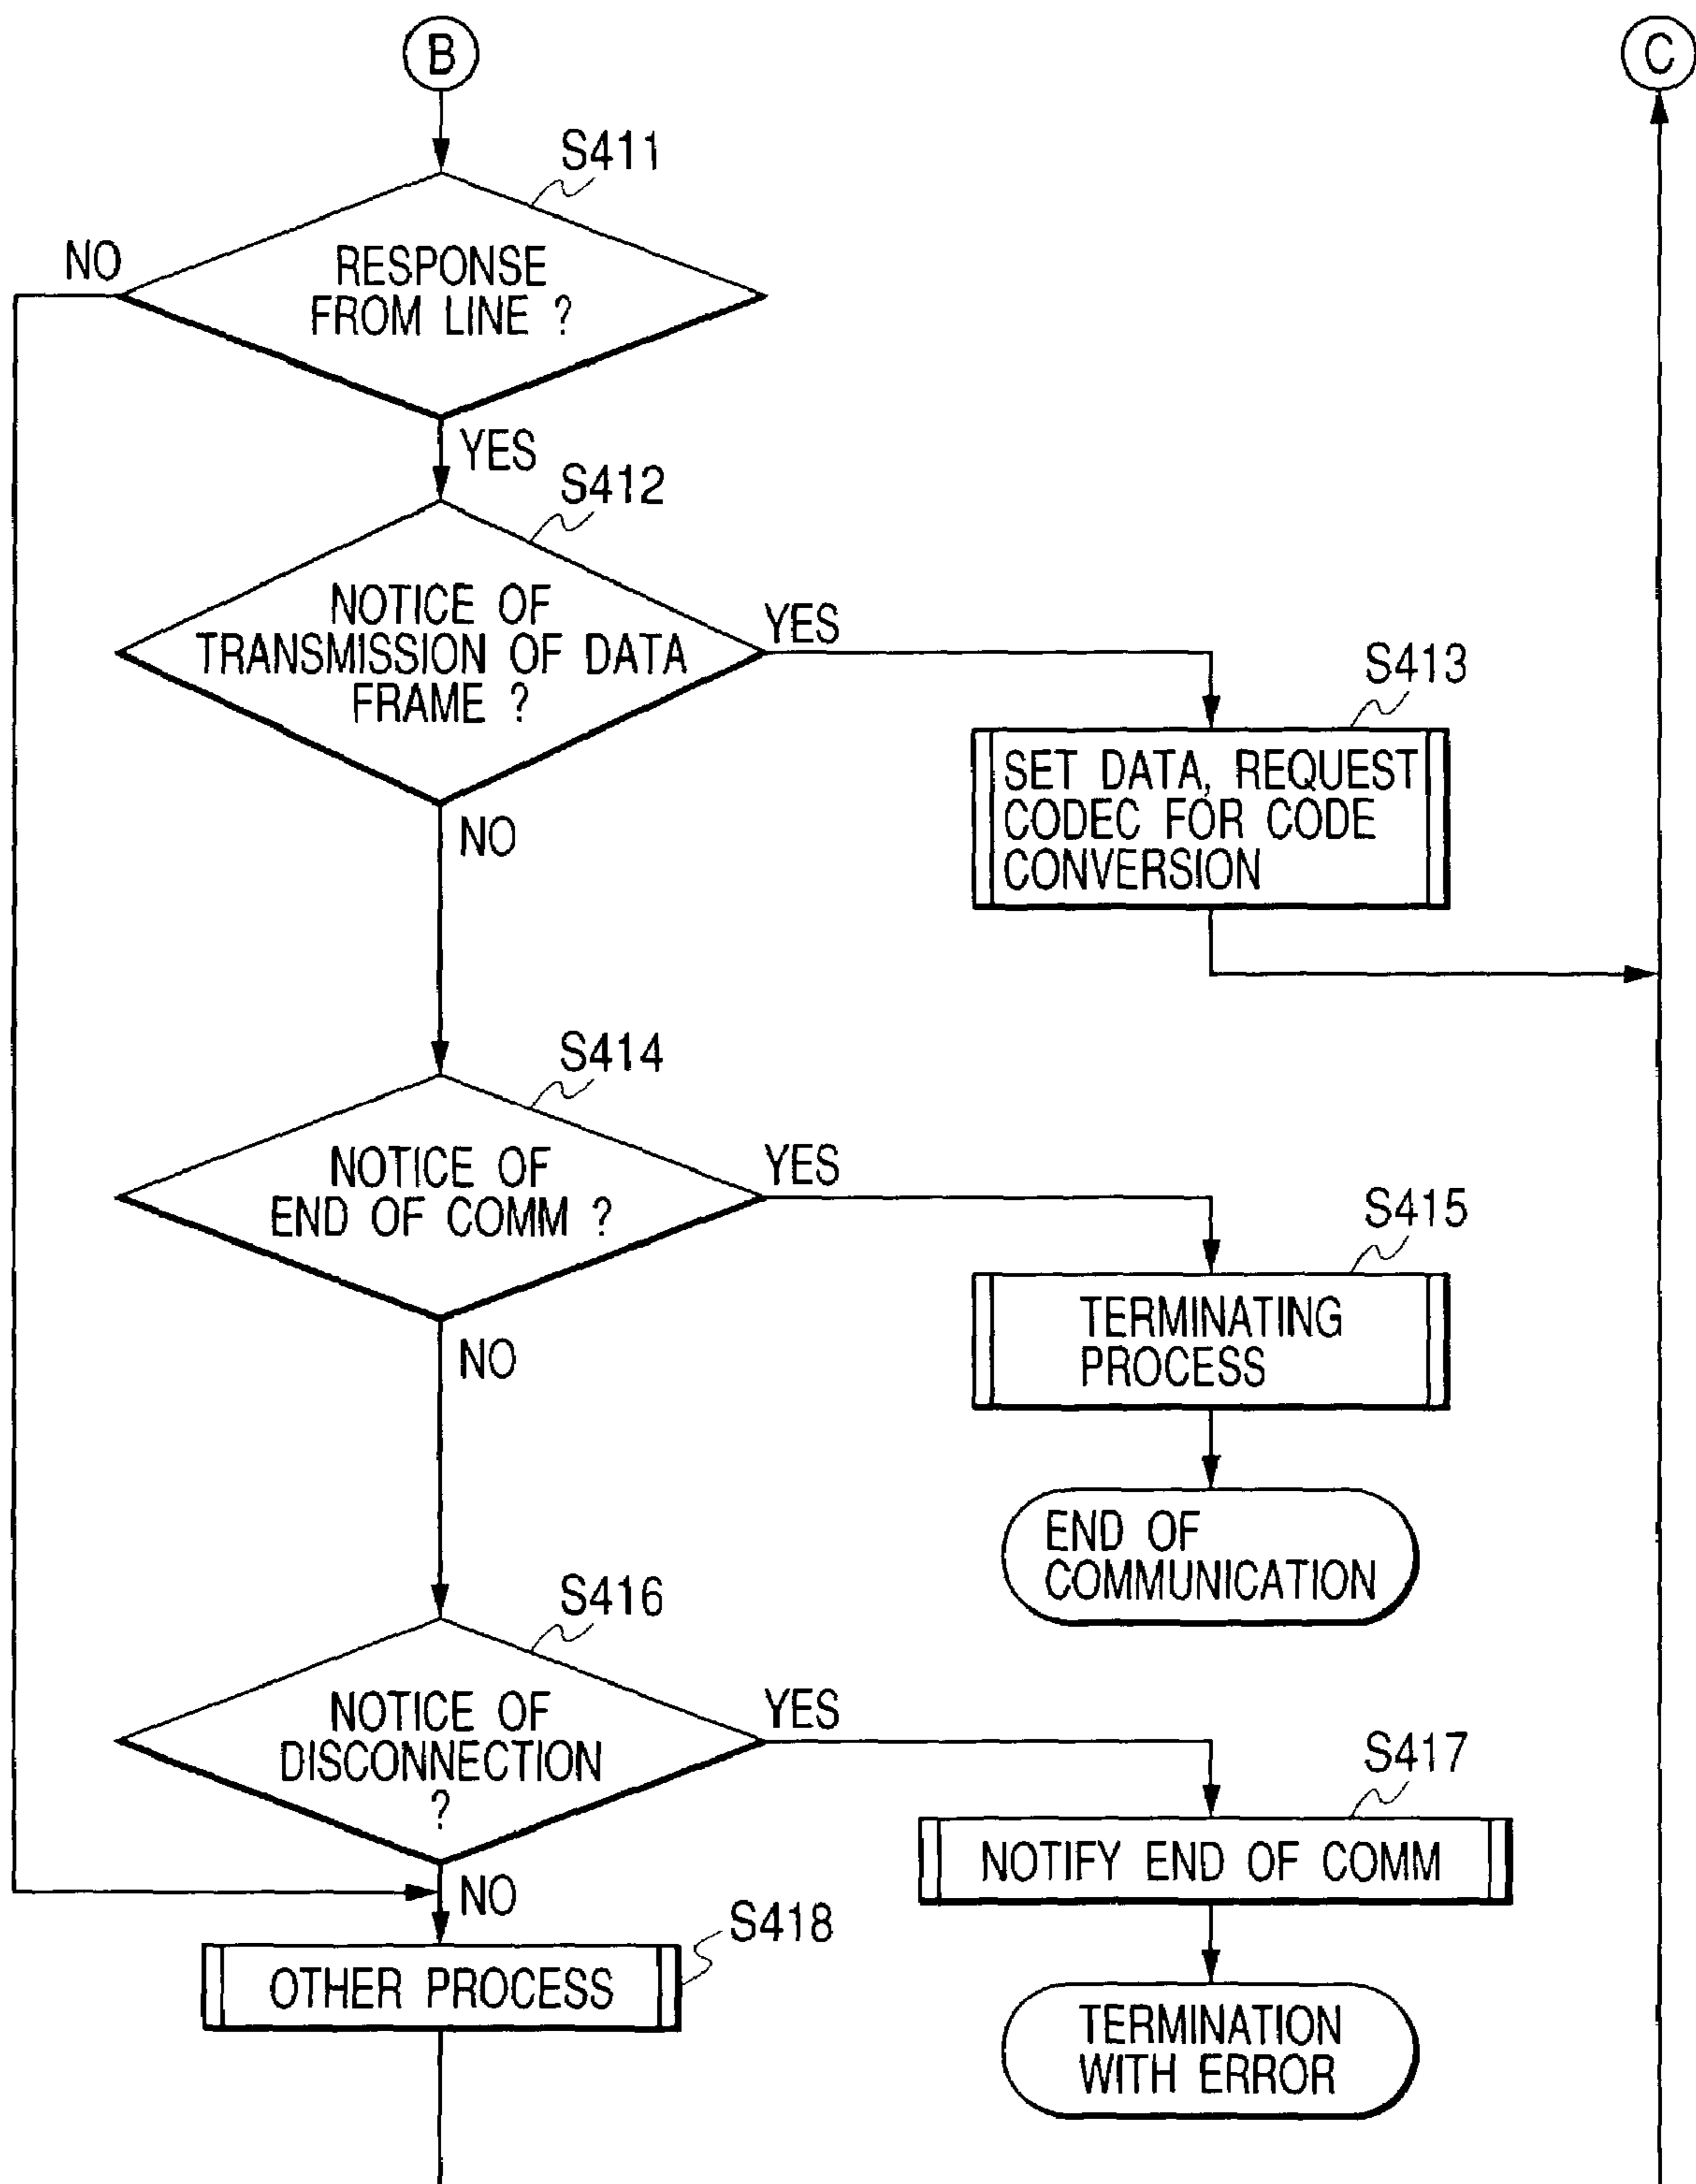 B
C
S411
NO
RESPONSE
FROM LINE ?
YES
S412
NOTICE OF
TRANSMISSION OF DATA
FRAME ?
YES
NO
S413
SET DATA, REQUEST
CODEC FOR CODE
CONVERSION
S414
NOTICE OF
END OF COMM ?
YES
NO
S415
TERMINATING
PROCESS
END OF
COMMUNICATION
S416
NOTICE OF
DISCONNECTION
?
YES
NO
S417
NOTIFY END OF COMM
S418
OTHER PROCESS
TERMINATION
WITH ERROR